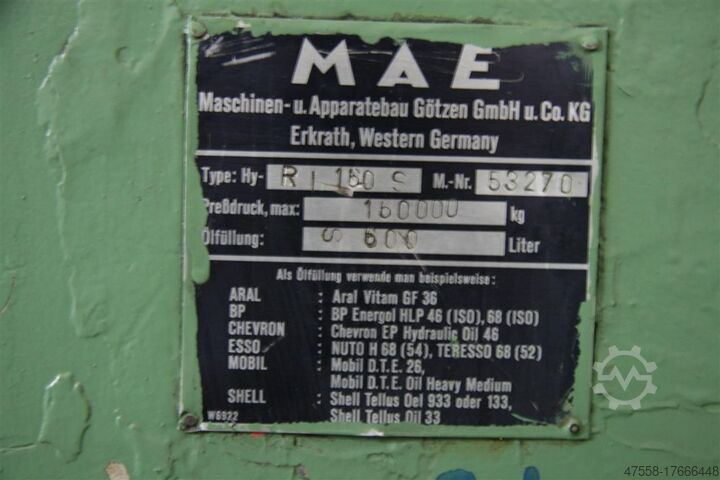 MAE
Maschinen- u. Apparatebau Götzen GmbH u. Co. KG
Erkrath, Western Germany
Type: Hy- R I 160 S M.-Nr. 53270
Preßdruck, max: 160000 kg
Ölfüllung: S 600 Liter
Als Ölfüllung verwende man beispielsweise:
ARAL : Aral Vitam GF 36
BP : BP Energol HLP 46 (ISO), 68 (ISO)
CHEVRON : Chevron EP Hydraulic Oil 46
ESSO : NUTO H 68 (54), TERESSO 68 (52)
MOBIL : Mobil D.T.E. 26,
Mobil D.T.E. Oil Heavy Medium
SHELL : Shell Tellus Oel 933 oder 133,
Shell Tellus Oil 33
W6922
47558-17666448